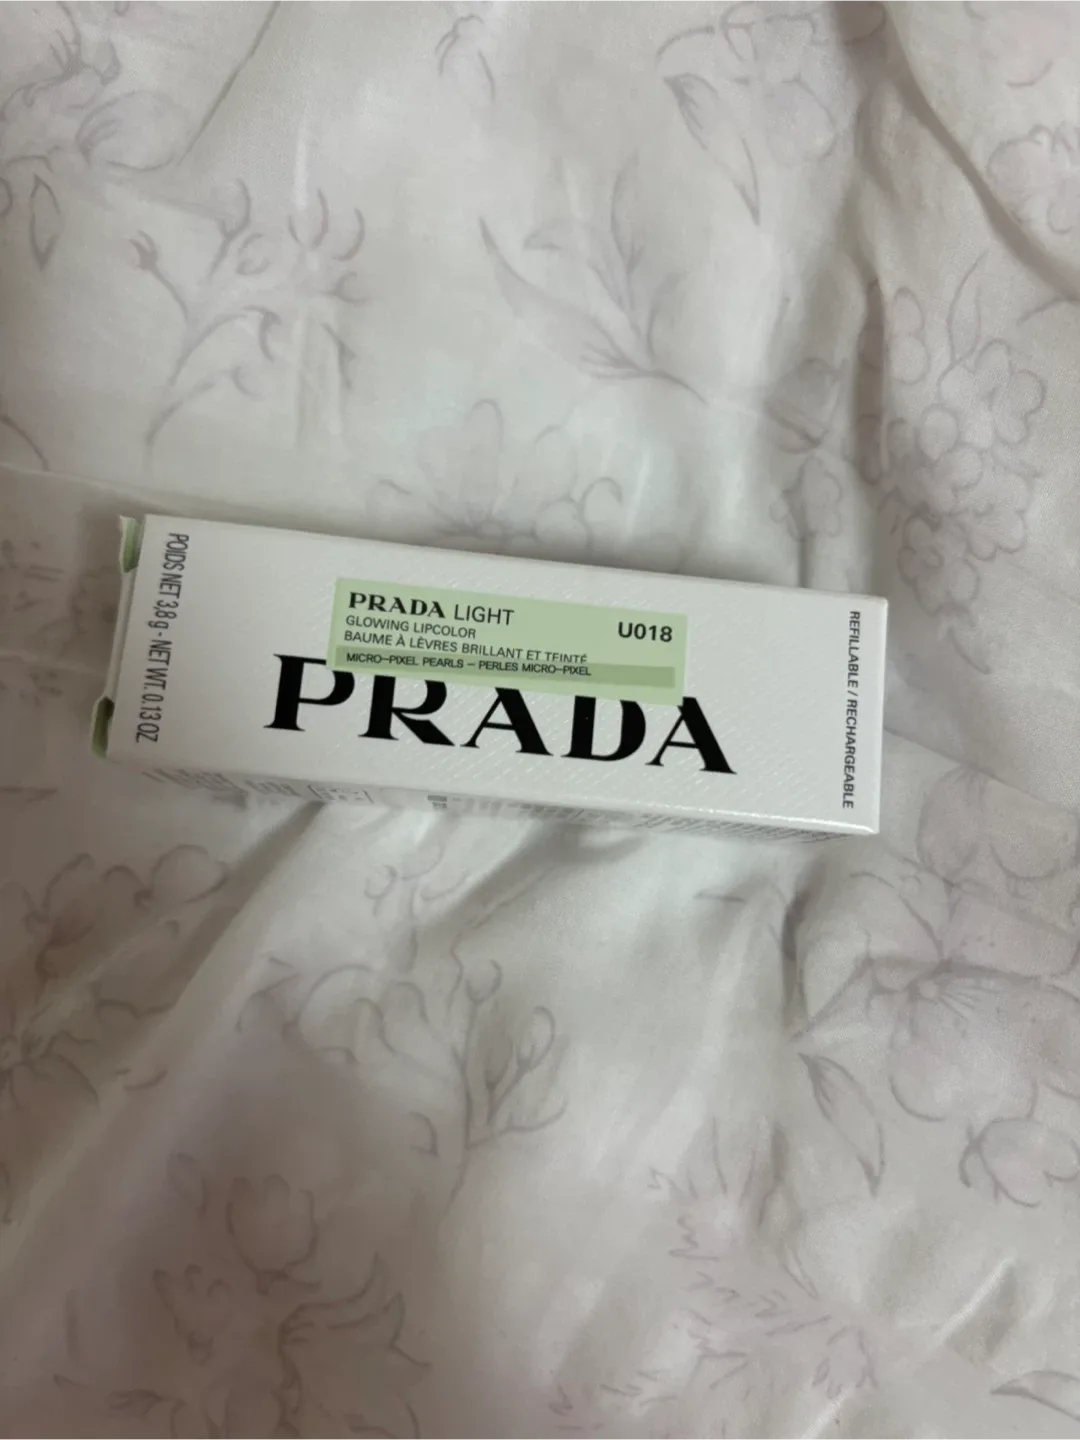 POIDS NET 3,8 g - NET WT. 0.13 OZ
PRADA LIGHT
GLOWING LIPCOLOR
BAUME À LÈVRES BRILLANT ET TEINTÉ
MICRO-PIXEL PEARLS – PERLES MICRO-PIXEL
U018
PRADA
REFILLABLE / RECHARGEABLE